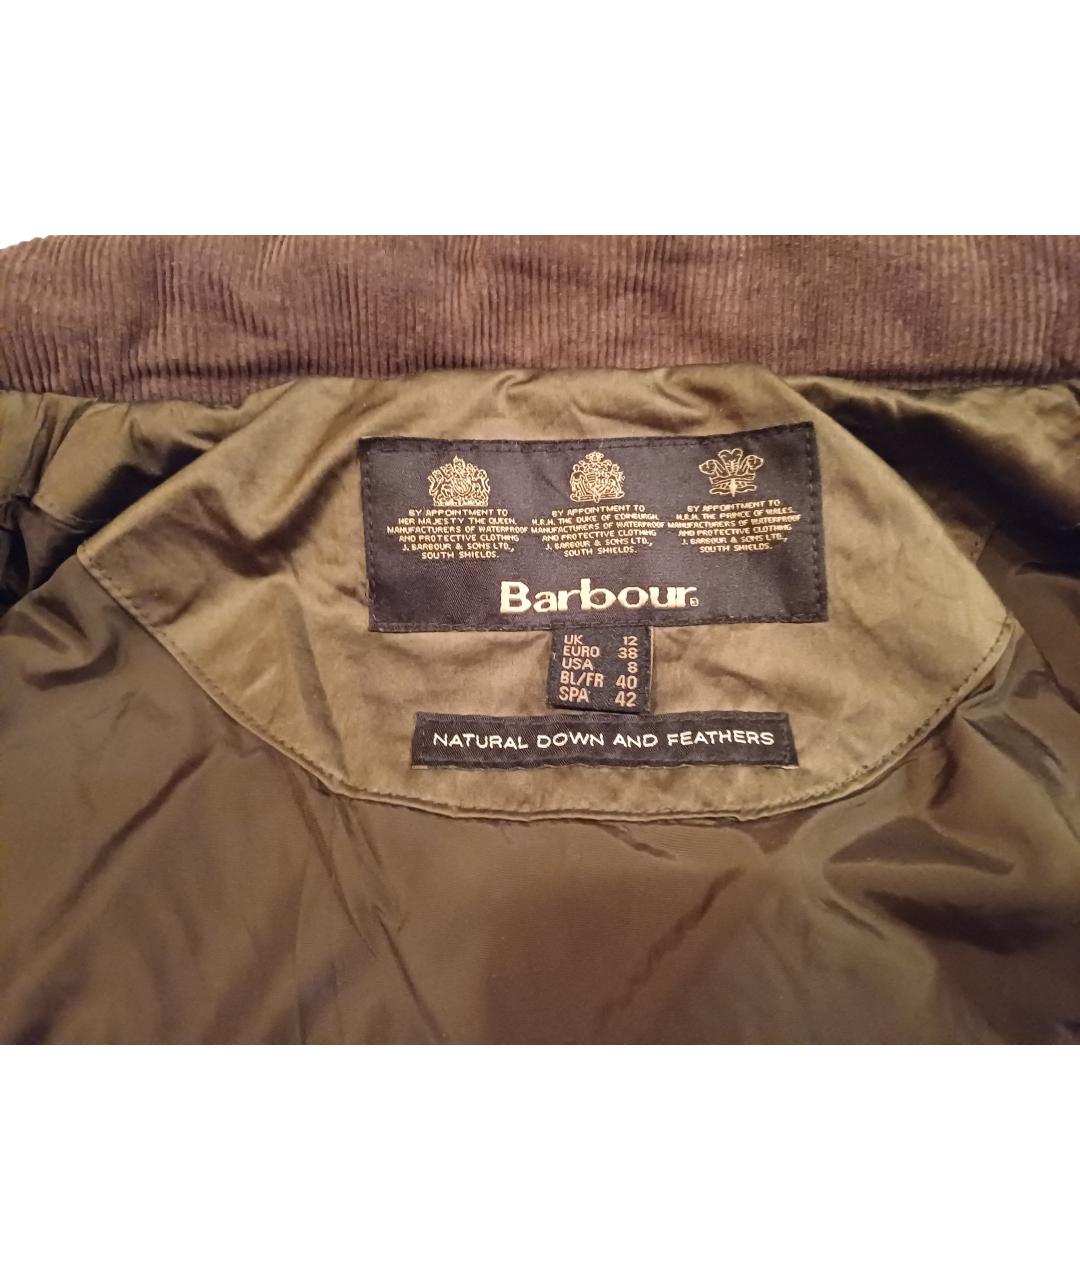 BY APPOINTMENT TO
HER MAJESTY THE QUEEN,
MANUFACTURERS OF WATERPROOF
AND PROTECTIVE CLOTHING
J. BARBOUR & SONS LTD.,
SOUTH SHIELDS.
BY APPOINTMENT TO
H.R.H. THE DUKE OF EDINBURGH,
MANUFACTURERS OF WATERPROOF
AND PROTECTIVE CLOTHING
J. BARBOUR & SONS LTD.,
SOUTH SHIELDS.
BY APPOINTMENT TO
H.R.H. THE PRINCE OF WALES,
MANUFACTURERS OF WATERPROOF
AND PROTECTIVE CLOTHING
J. BARBOUR & SONS LTD.,
SOUTH SHIELDS.
Barbour
UK 12
EURO 38
USA 8
BL/FR 40
SPA 42
NATURAL DOWN AND FEATHERS